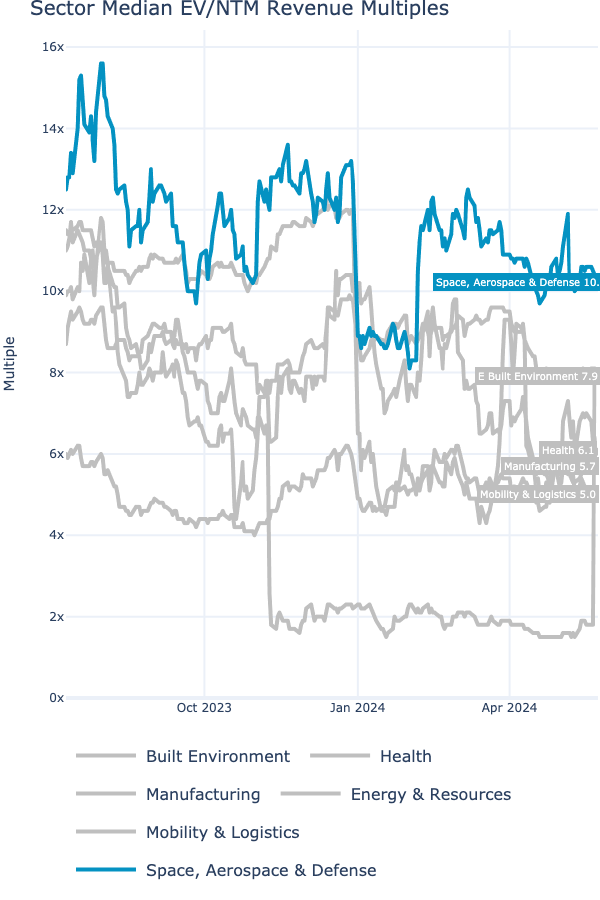 Sector Median EV/NTM Revenue Multiples
16x
14x
12x
10x
8x
6x
4x
2x
0x
Multiple
Space, Aerospace & Defense 10.
E Built Environment 7.9
Health 6.1
Manufacturing 5.7
Mobility & Logistics 5.0
Oct 2023
Jan 2024
Apr 2024
Built Environment
Health
Manufacturing
Energy & Resources
Mobility & Logistics
Space, Aerospace & Defense